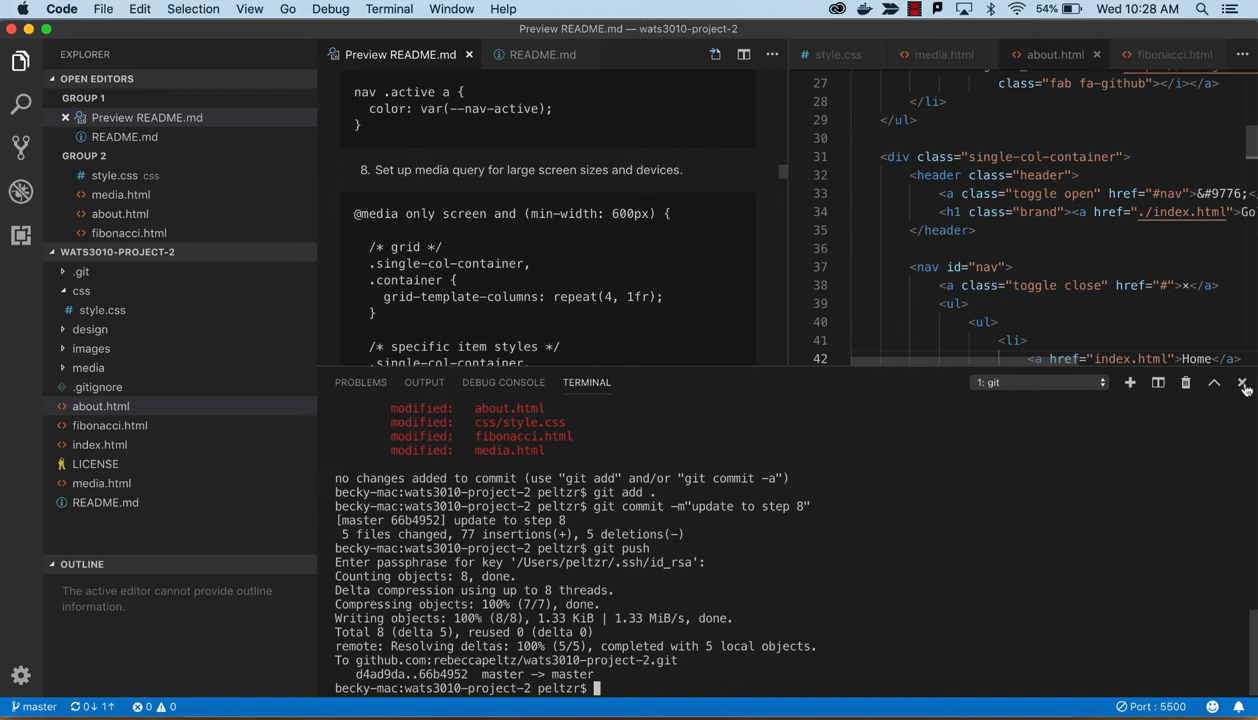 Code File Edit Selection View Go Debug Terminal Window Help 54% Wed 10:28 AM
Preview README.md — wats3010-project-2
EXPLORER
OPEN EDITORS
GROUP 1
Preview README.md
README.md
GROUP 2
style.css css
media.html
about.html
fibonacci.html
WATS3010-PROJECT-2
.git
css
style.css
design
images
media
.gitignore
about.html
fibonacci.html
index.html
LICENSE
media.html
README.md
OUTLINE
The active editor cannot provide outline
information.
Preview README.md README.md
nav .active a {
color: var(--nav-active);
}
8. Set up media query for large screen sizes and devices.
@media only screen and (min-width: 600px) {
/* grid */
.single-col-container,
.container {
grid-template-columns: repeat(4, 1fr);
}
/* specific item styles */
.single-col-container,
style.css media.html about.html fibonacci.html
27 class="fab fa-github"></i></a>
28 </li>
29 </ul>
30
31 <div class="single-col-container">
32 <header class="header">
33 <a class="toggle open" href="#nav">&#9776;</
34 <h1 class="brand"><a href="./index.html">Go
35 </header>
36
37 <nav id="nav">
38 <a class="toggle close" href="#">×</a>
39 <ul>
40 <ul>
41 <li>
42 <a href="index.html">Home</a>
PROBLEMS OUTPUT DEBUG CONSOLE TERMINAL 1: git
modified: about.html
modified: css/style.css
modified: fibonacci.html
modified: media.html
no changes added to commit (use "git add" and/or "git commit -a")
becky-mac:wats3010-project-2 peltzr$ git add .
becky-mac:wats3010-project-2 peltzr$ git commit -m"update to step 8"
[master 66b4952] update to step 8
5 files changed, 77 insertions(+), 5 deletions(-)
becky-mac:wats3010-project-2 peltzr$ git push
Enter passphrase for key '/Users/peltzr/.ssh/id_rsa':
Counting objects: 8, done.
Delta compression using up to 8 threads.
Compressing objects: 100% (7/7), done.
Writing objects: 100% (8/8), 1.33 KiB | 1.33 MiB/s, done.
Total 8 (delta 5), reused 0 (delta 0)
remote: Resolving deltas: 100% (5/5), completed with 5 local objects.
To github.com:rebeccapeltz/wats3010-project-2.git
d4ad9da..66b4952 master -> master
becky-mac:wats3010-project-2 peltzr$
master 0↓ 1↑ 0 0 Port : 5500